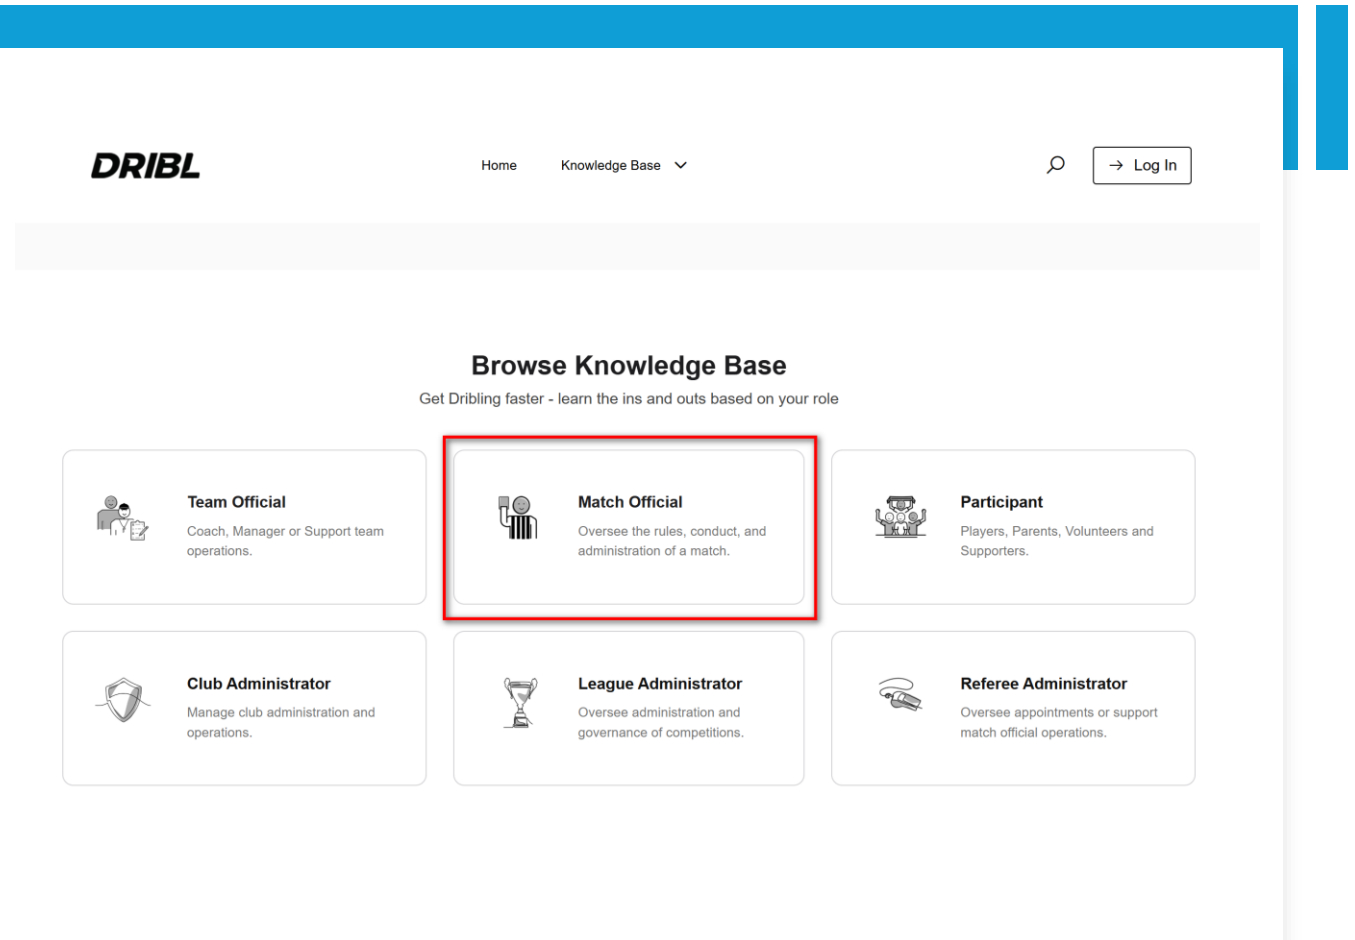 DRIBL
Home
Knowledge Base
Log In
Browse Knowledge Base
Get Dribling faster - learn the ins and outs based on your role
Team Official
Coach, Manager or Support team
operations.
Match Official
Oversee the rules, conduct, and
administration of a match.
Participant
Players, Parents, Volunteers and
Supporters.
Club Administrator
Manage club administration and
operations.
League Administrator
Oversee administration and
governance of competitions.
Referee Administrator
Oversee appointments or support
match official operations.